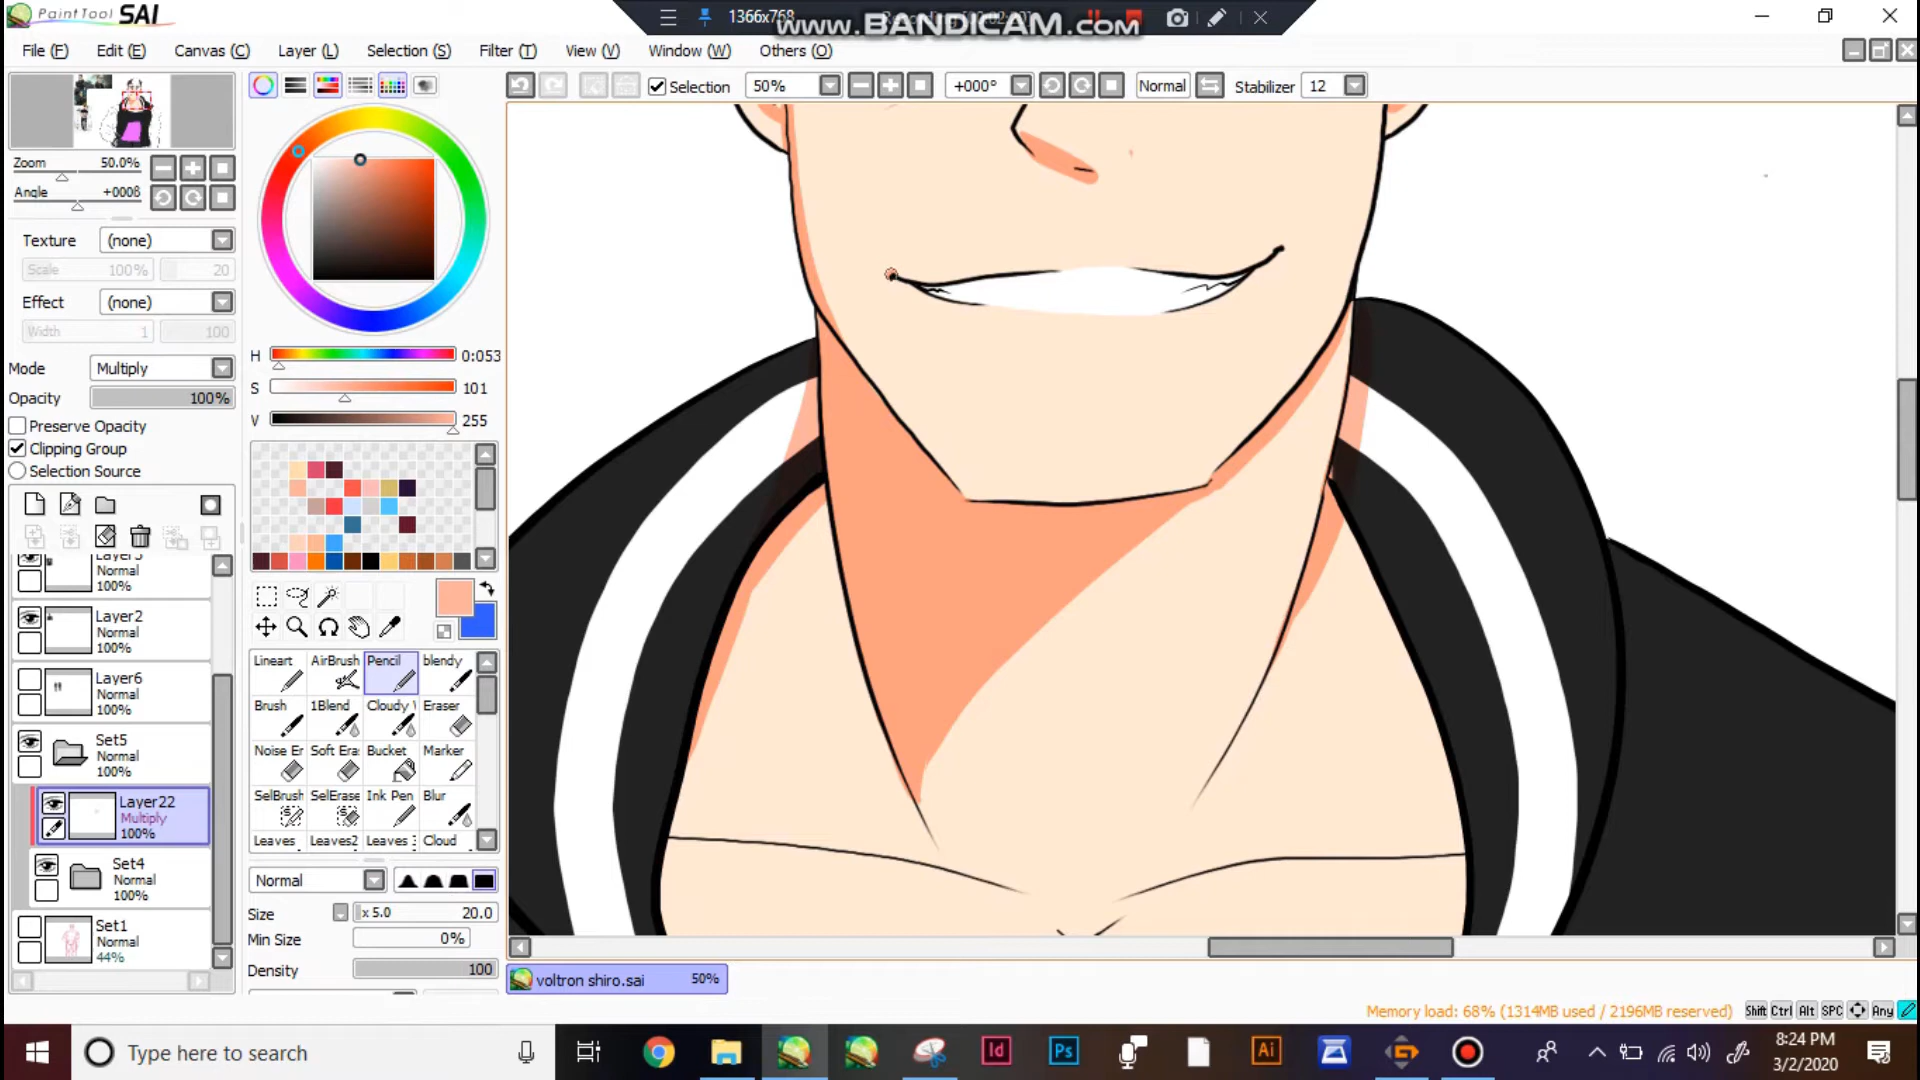 PaintTool SAI
1366x768
www.BANDICAM.com
File (F) Edit (E) Canvas (C) Layer (L) Selection (S) Filter (T) View (V) Window (W) Others (O)
Selection 50% +000° Normal Stabilizer 12
Zoom 50.0%
Angle +000ß
Texture (none)
Scale 100% 20
Effect (none)
Width 1 100
Mode Multiply
Opacity 100%
Preserve Opacity
Clipping Group
Selection Source
H 0:053
S 101
V 255
Normal
100%
Layer2
Normal
100%
Layer6
Normal
100%
Set5
Normal
100%
Layer22
Multiply
100%
Set4
Normal
100%
Set1
Normal
44%
Lineart AirBrush Pencil blendy
Brush 1Blend Cloudy Eraser
Noise Er Soft Era Bucket Marker
SelBrush SelErase Ink Pen Blur
Leaves Leaves2 Leaves Cloud
Normal
Size x 5.0 20.0
Min Size 0%
Density 100
voltron shiro.sai 50%
Memory load: 68% (1314MB used / 2196MB reserved) Shift Ctrl Alt SPC Any
Type here to search
Id Ps Ai
8:24 PM
3/2/2020